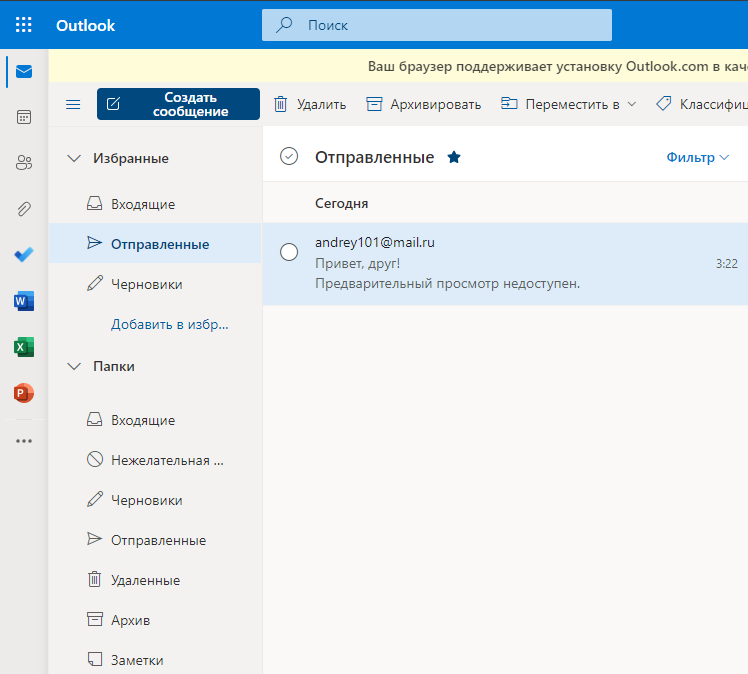 Outlook
Поиск
Ваш браузер поддерживает установку Outlook.com в кач
Создать
сообщение
Удалить
Архивировать
Переместить в
Классифиц
Избранные
Входящие
Отправленные
Черновики
Добавить в избр...
Папки
Входящие
Нежелательная ...
Черновики
Отправленные
Удаленные
Архив
Заметки
Отправленные
Фильтр
Сегодня
andrey101@mail.ru
Привет, друг!
3:22
Предварительный просмотр недоступен.
W
X
P